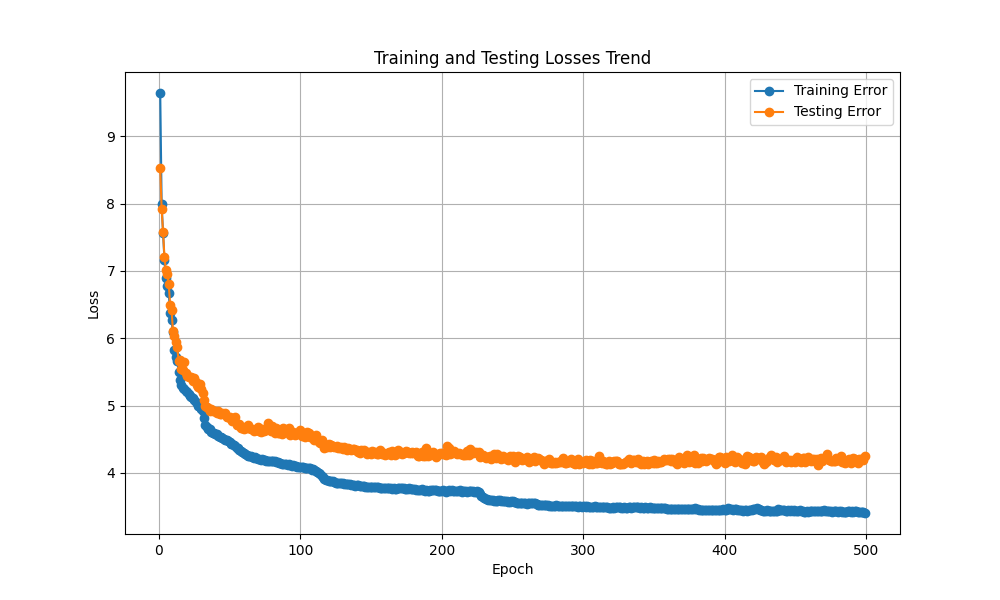 Training and Testing Losses Trend
Training Error
Testing Error
9
8
7
6
5
4
Loss
0 100 200 300 400 500
Epoch